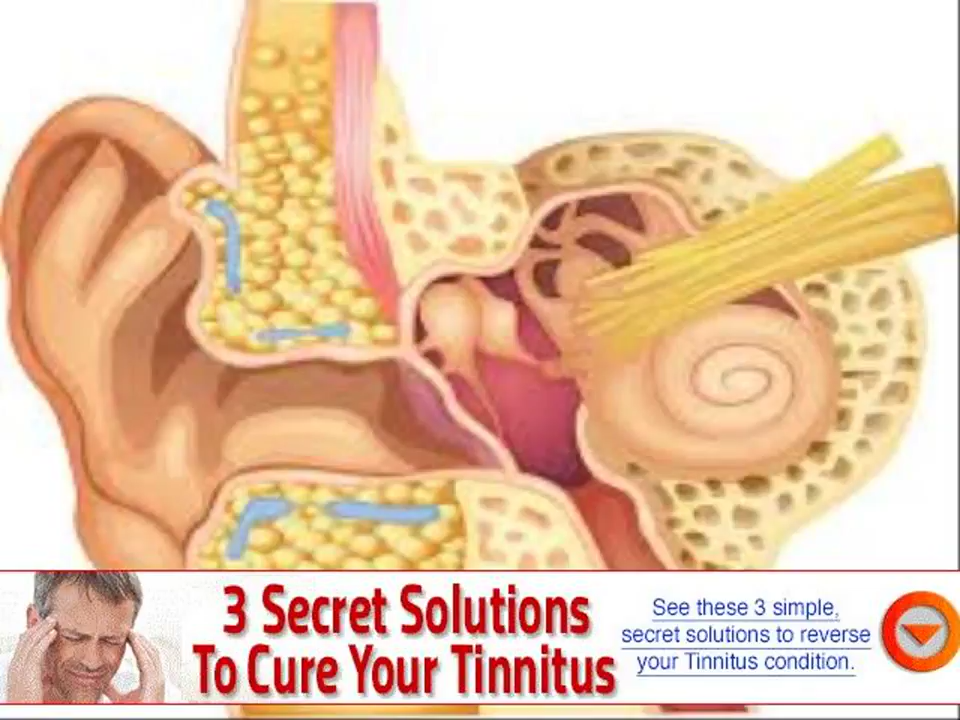 3 Secret Solutions
To Cure Your Tinnitus
See these 3 simple,
secret solutions to reverse
your Tinnitus condition.